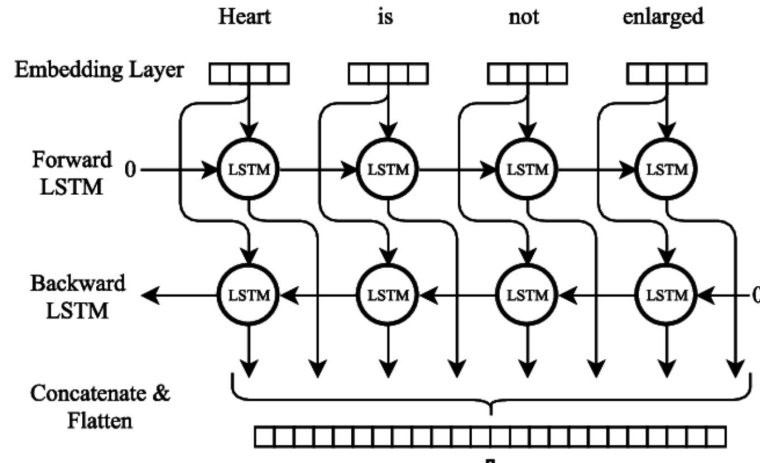 Heart is not enlarged
Embedding Layer
Forward
LSTM
0
LSTM LSTM LSTM LSTM
Backward
LSTM
LSTM LSTM LSTM LSTM
0
Concatenate &
Flatten